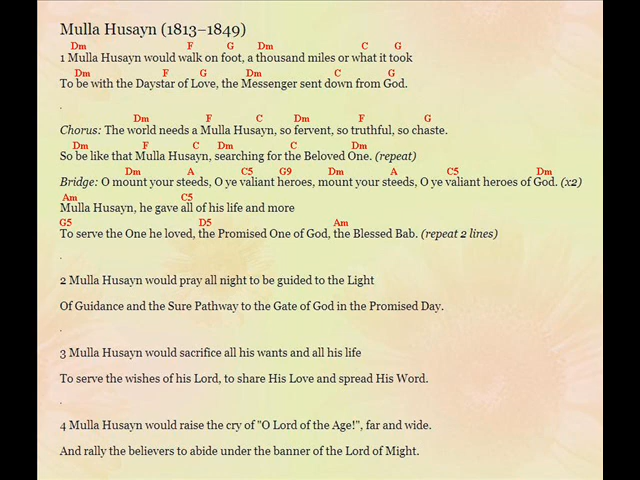 Mulla Husayn (1813–1849)
Dm F G Dm C G
1 Mulla Husayn would walk on foot, a thousand miles or what it took
Dm F G Dm C G
To be with the Daystar of Love, the Messenger sent down from God.
.
Dm F C Dm F G
Chorus: The world needs a Mulla Husayn, so fervent, so truthful, so chaste.
Dm F C Dm C Dm
So be like that Mulla Husayn, searching for the Beloved One. (repeat)
Dm A C5 G9 Dm A C5 Dm
Bridge: O mount your steeds, O ye valiant heroes, mount your steeds, O ye valiant heroes of God. (x2)
Am C5
Mulla Husayn, he gave all of his life and more
G5 D5 Am
To serve the One he loved, the Promised One of God, the Blessed Bab. (repeat 2 lines)
.
2 Mulla Husayn would pray all night to be guided to the Light
Of Guidance and the Sure Pathway to the Gate of God in the Promised Day.
.
3 Mulla Husayn would sacrifice all his wants and all his life
To serve the wishes of his Lord, to share His Love and spread His Word.
.
4 Mulla Husayn would raise the cry of "O Lord of the Age!", far and wide.
And rally the believers to abide under the banner of the Lord of Might.